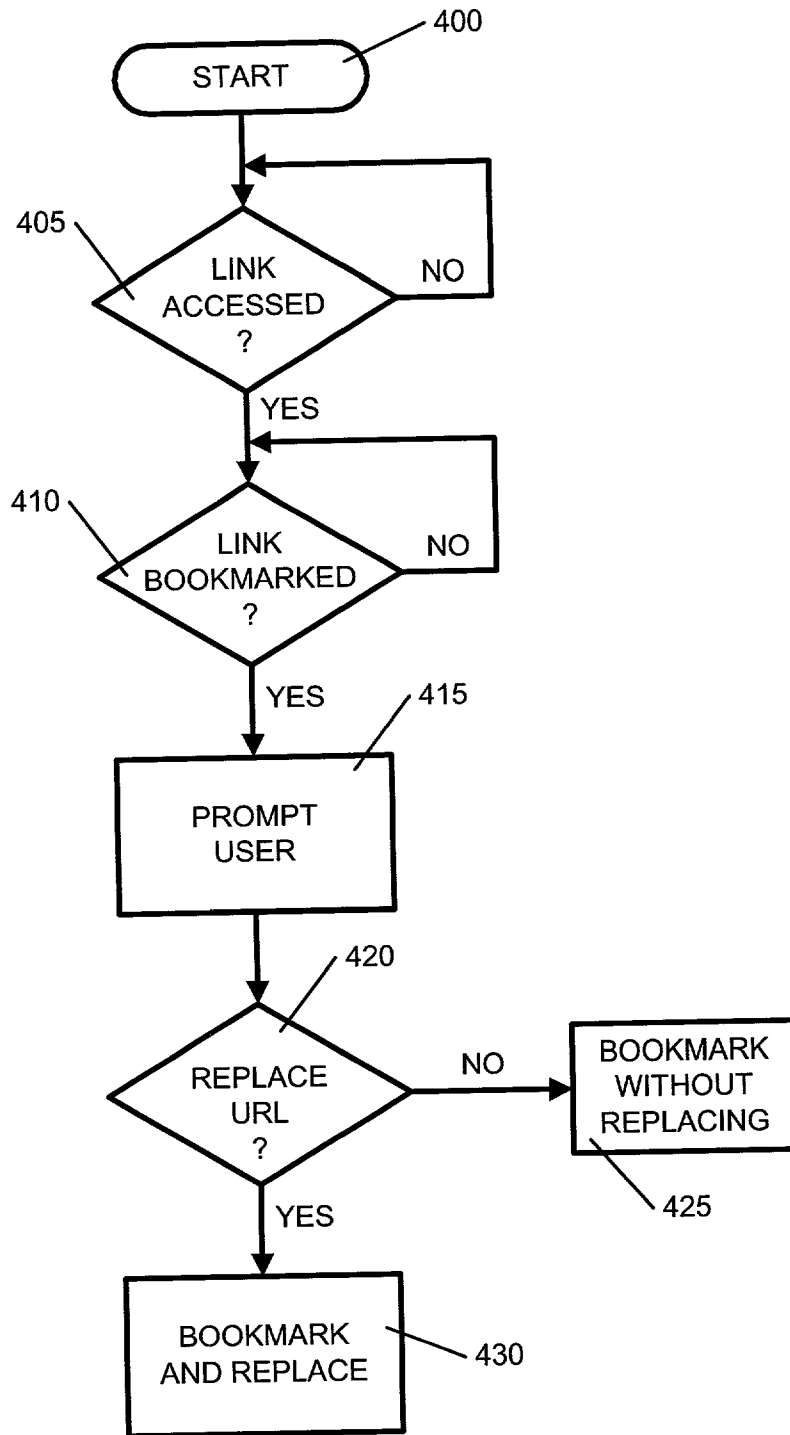 400
START
405
LINK
ACCESSED
?
NO
YES
410
LINK
BOOKMARKED
?
NO
YES
415
PROMPT
USER
420
REPLACE
URL
?
NO
BOOKMARK
WITHOUT
REPLACING
425
YES
BOOKMARK
AND REPLACE
430